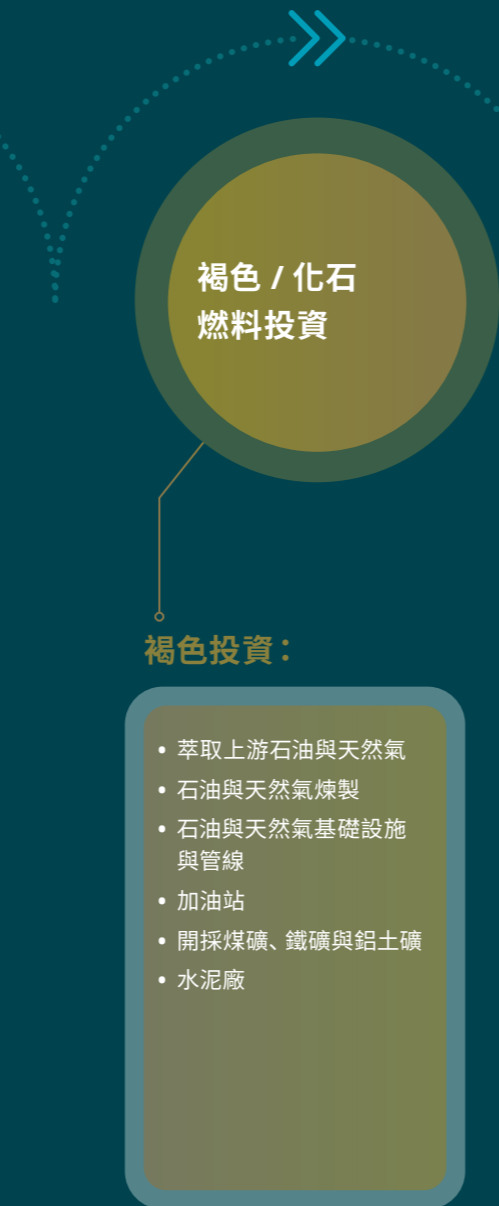 褐色 / 化石
燃料投資
褐色投資：
• 萃取上游石油與天然氣
• 石油與天然氣煉製
• 石油與天然氣基礎設施
與管線
• 加油站
• 開採煤礦、鐵礦與鋁土礦
• 水泥廠